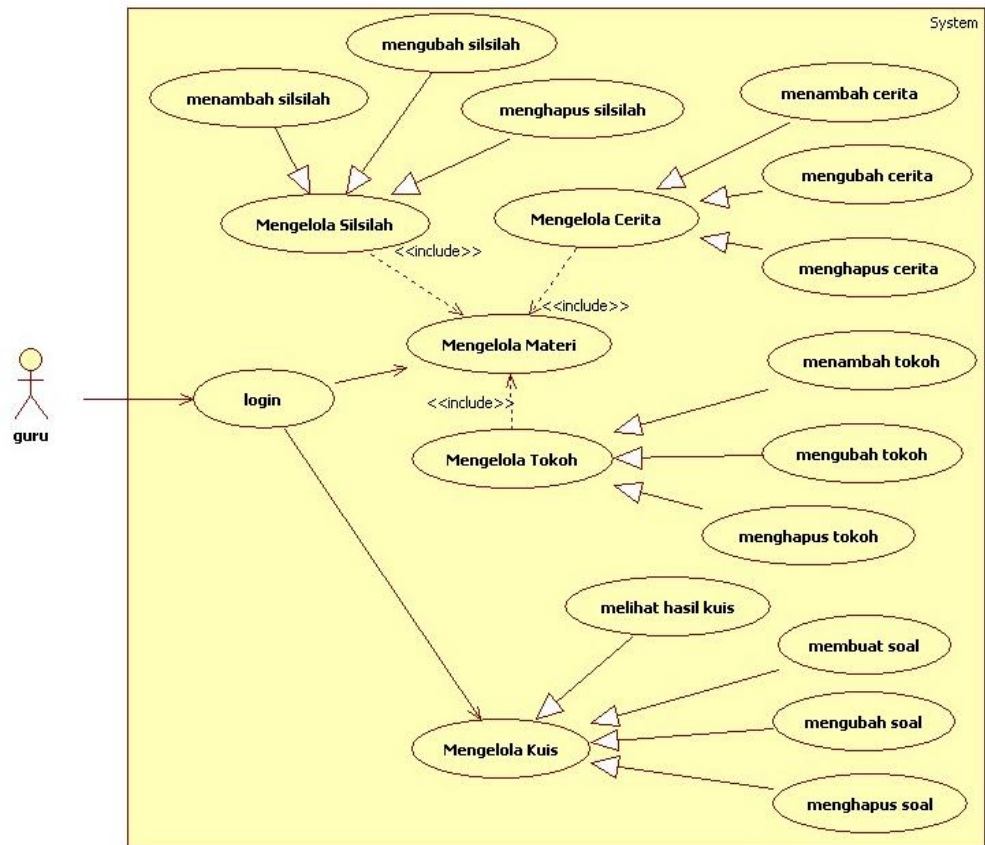 System
mengubah silsilah
menambah silsilah
menghapus silsilah
menambah cerita
mengubah cerita
Mengelola Silsilah
Mengelola Cerita
<<include>>
menghapus cerita
<<include>>
Mengelola Materi
menambah tokoh
login
<<include>>
guru
Mengelola Tokoh
mengubah tokoh
menghapus tokoh
melihat hasil kuis
membuat soal
mengubah soal
Mengelola Kuis
menghapus soal